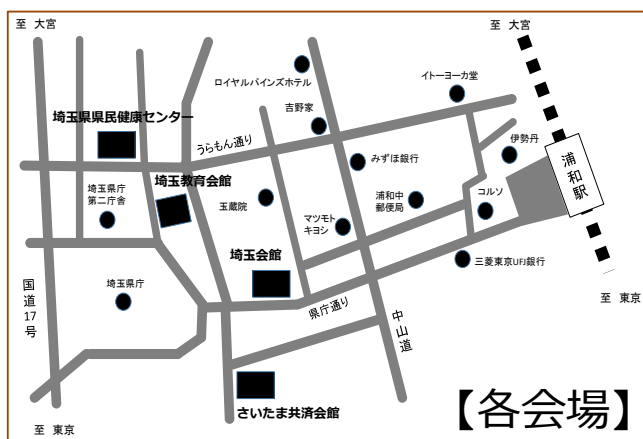 至 大宮
至 大宮
ロイヤルパインズホテル
イトーヨーカ堂
吉野家
埼玉県県民健康センター
伊勢丹
うらもん通り
みずほ銀行
浦和駅
埼玉教育会館
埼玉県庁
第二庁舎
玉蔵院
浦和中
郵便局
コルソ
マツモト
キヨシ
埼玉会館
三菱東京UFJ銀行
埼玉県庁
国道17号
県庁通り
至 東京
中山道
さいたま共済会館
至 東京
【各会場】